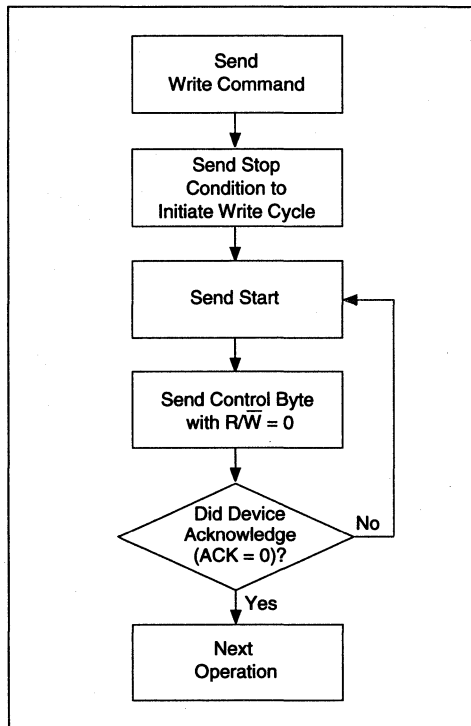 Send
Write Command
Send Stop
Condition to
Initiate Write Cycle
Send Start
Send Control Byte
with R/W̅ = 0
Did Device
Acknowledge
(ACK = 0)?
No
Yes
Next
Operation